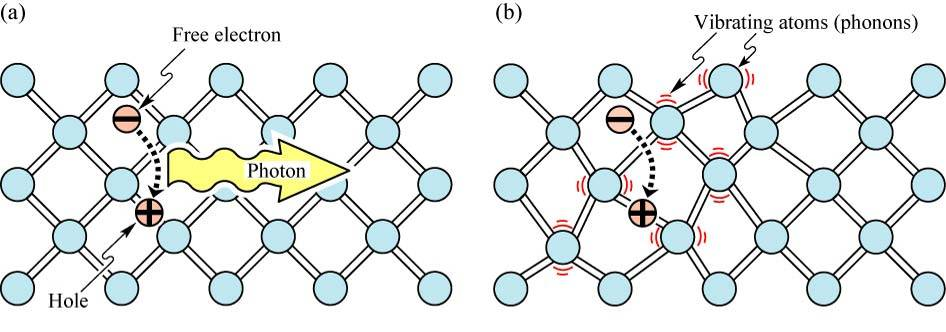 (a)
Free electron
Photon
Hole
(b)
Vibrating atoms (phonons)